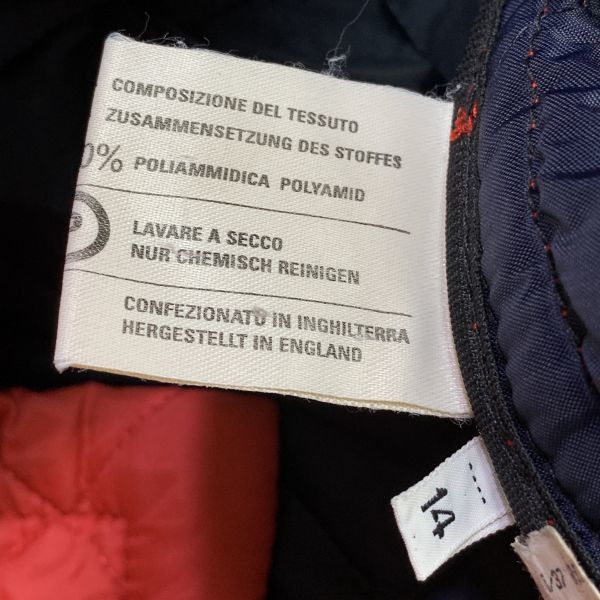 COMPOSIZIONE DEL TESSUTO
ZUSAMMENSETZUNG DES STOFFES
0% POLIAMMIDICA POLYAMID
LAVARE A SECCO
NUR CHEMISCH REINIGEN
CONFEZIONATO IN INGHILTERRA
HERGESTELLT IN ENGLAND
14